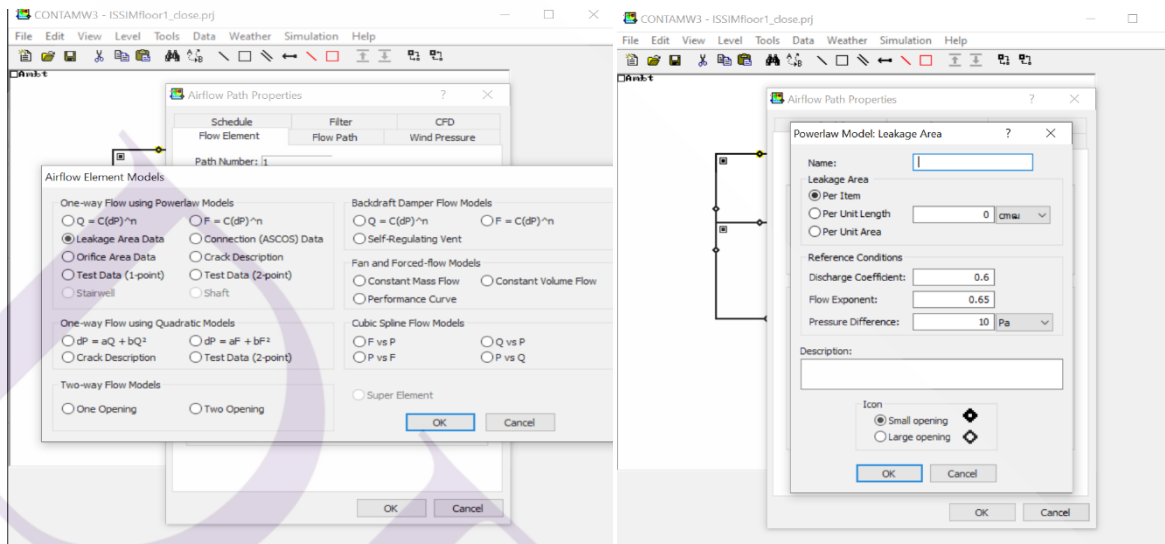 CONTAMW3 - ISSIMfloor1_close.prj
File Edit View Level Tools Data Weather Simulation Help
Ambt
Airflow Path Properties ?
Schedule Filter CFD
Flow Element Flow Path Wind Pressure
Path Number: 1
Airflow Element Models
One-way Flow using Powerlaw Models
Q = C(dP)^n F = C(dP)^n
Leakage Area Data Connection (ASCOS) Data
Orifice Area Data Crack Description
Test Data (1-point) Test Data (2-point)
Stairwell Shaft
One-way Flow using Quadratic Models
dP = aQ + bQ² dP = aF + bF²
Crack Description Test Data (2-point)
Two-way Flow Models
One Opening Two Opening
Backdraft Damper Flow Models
Q = C(dP)^n F = C(dP)^n
Self-Regulating Vent
Fan and Forced-flow Models
Constant Mass Flow Constant Volume Flow
Performance Curve
Cubic Spline Flow Models
F vs P Q vs P
P vs F P vs Q
Super Element
OK Cancel
OK Cancel
CONTAMW3 - ISSIMfloor1_close.prj
File Edit View Level Tools Data Weather Simulation Help
Ambt
Airflow Path Properties ?
Powerlaw Model: Leakage Area ?
Name:
Leakage Area
Per Item
Per Unit Length 0
Per Unit Area
Reference Conditions
Discharge Coefficient: 0.6
Flow Exponent: 0.65
Pressure Difference: 10 Pa
Description:
Icon
Small opening
Large opening
OK Cancel
OK Cancel